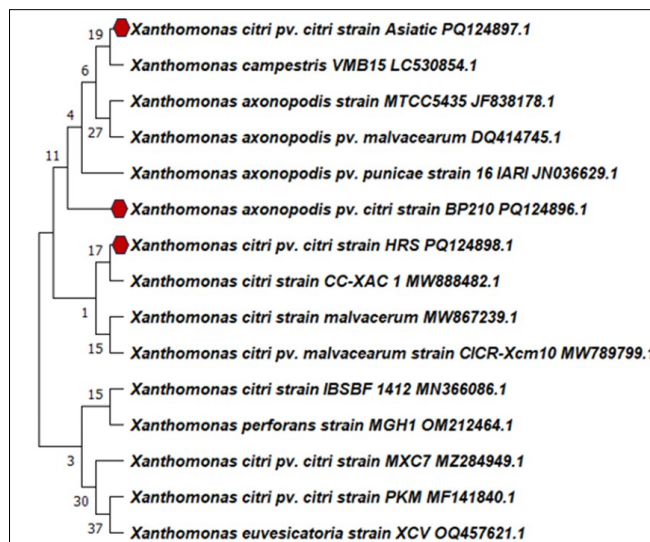 19
Xanthomonas citri pv. citri strain Asiatic PQ124897.1
Xanthomonas campestris VMB15 LC530854.1
6
Xanthomonas axonopodis strain MTCC5435 JF838178.1
4
27
Xanthomonas axonopodis pv. malvacearum DQ414745.1
11
Xanthomonas axonopodis pv. punicae strain 16 IARI JN036629.1
Xanthomonas axonopodis pv. citri strain BP210 PQ124896.1
17
Xanthomonas citri pv. citri strain HRS PQ124898.1
Xanthomonas citri strain CC-XAC 1 MW888482.1
1
Xanthomonas citri strain malvacerum MW867239.1
15
Xanthomonas citri pv. malvacearum strain CICR-Xcm10 MW789799.1
15
Xanthomonas citri strain IBSBF 1412 MN366086.1
Xanthomonas perforans strain MGH1 OM212464.1
3
Xanthomonas citri pv. citri strain MXC7 MZ284949.1
30
Xanthomonas citri pv. citri strain PKM MF141840.1
37
Xanthomonas euvesicatoria strain XCV OQ457621.1